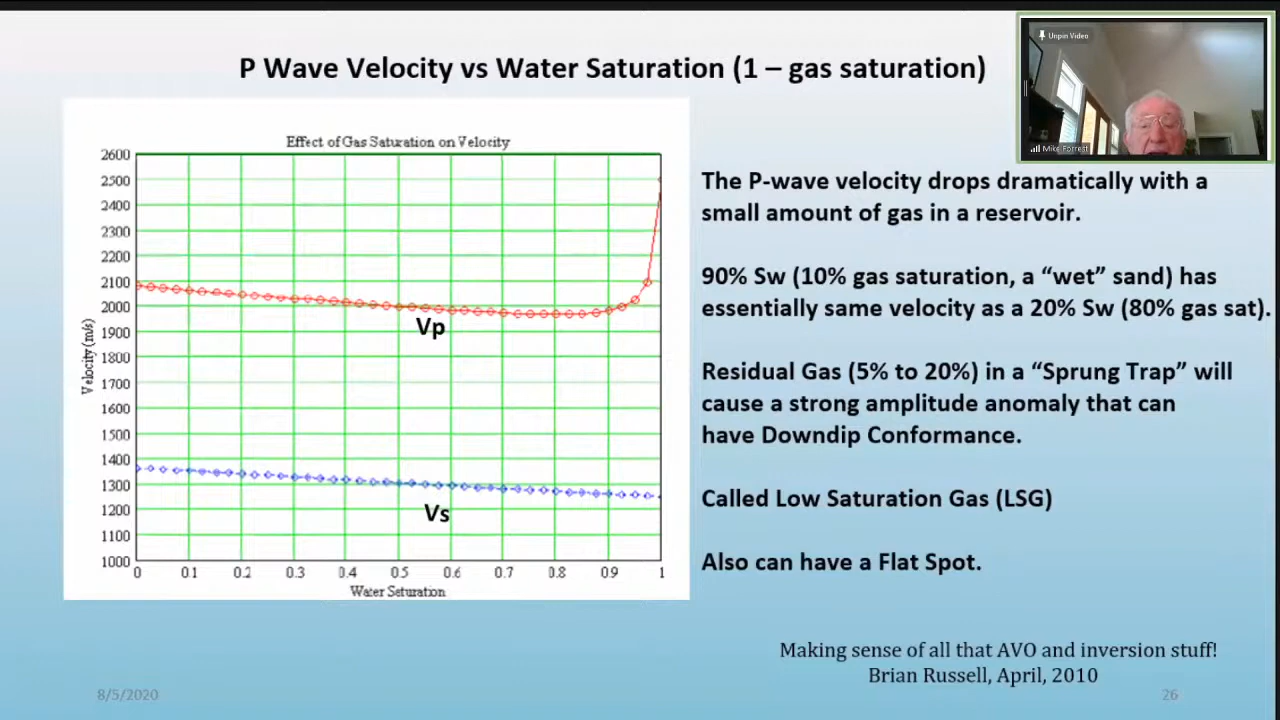 P Wave Velocity vs Water Saturation (1 – gas saturation)
Unpin Video
Mike Forrest
Effect of Gas Saturation on Velocity
2600
2500
2400
2300
2200
2100
2000
1900
1800
1700
1600
1500
1400
1300
1200
1100
1000
Velocity (m/s)
Vp
Vs
0 0.1 0.2 0.3 0.4 0.5 0.6 0.7 0.8 0.9 1
Water Saturation
The P-wave velocity drops dramatically with a
small amount of gas in a reservoir.
90% Sw (10% gas saturation, a “wet” sand) has
essentially same velocity as a 20% Sw (80% gas sat).
Residual Gas (5% to 20%) in a “Sprung Trap” will
cause a strong amplitude anomaly that can
have Downdip Conformance.
Called Low Saturation Gas (LSG)
Also can have a Flat Spot.
Making sense of all that AVO and inversion stuff!
Brian Russell, April, 2010
8/5/2020
26